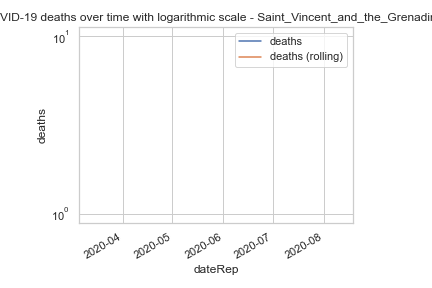 VID-19 deaths over time with logarithmic scale - Saint_Vincent_and_the_Grenadin
10¹
deaths
deaths (rolling)
deaths
10⁰
2020-04
2020-05
2020-06
2020-07
2020-08
dateRep